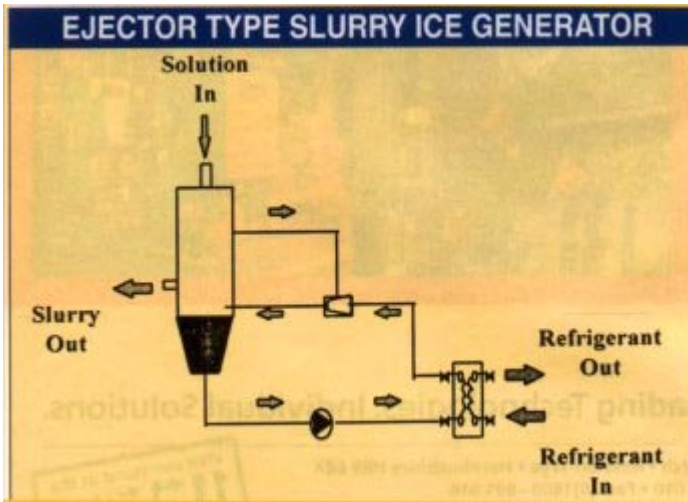 EJECTOR TYPE SLURRY ICE GENERATOR
Solution
In
Slurry
Out
Refrigerant
Out
Refrigerant
In